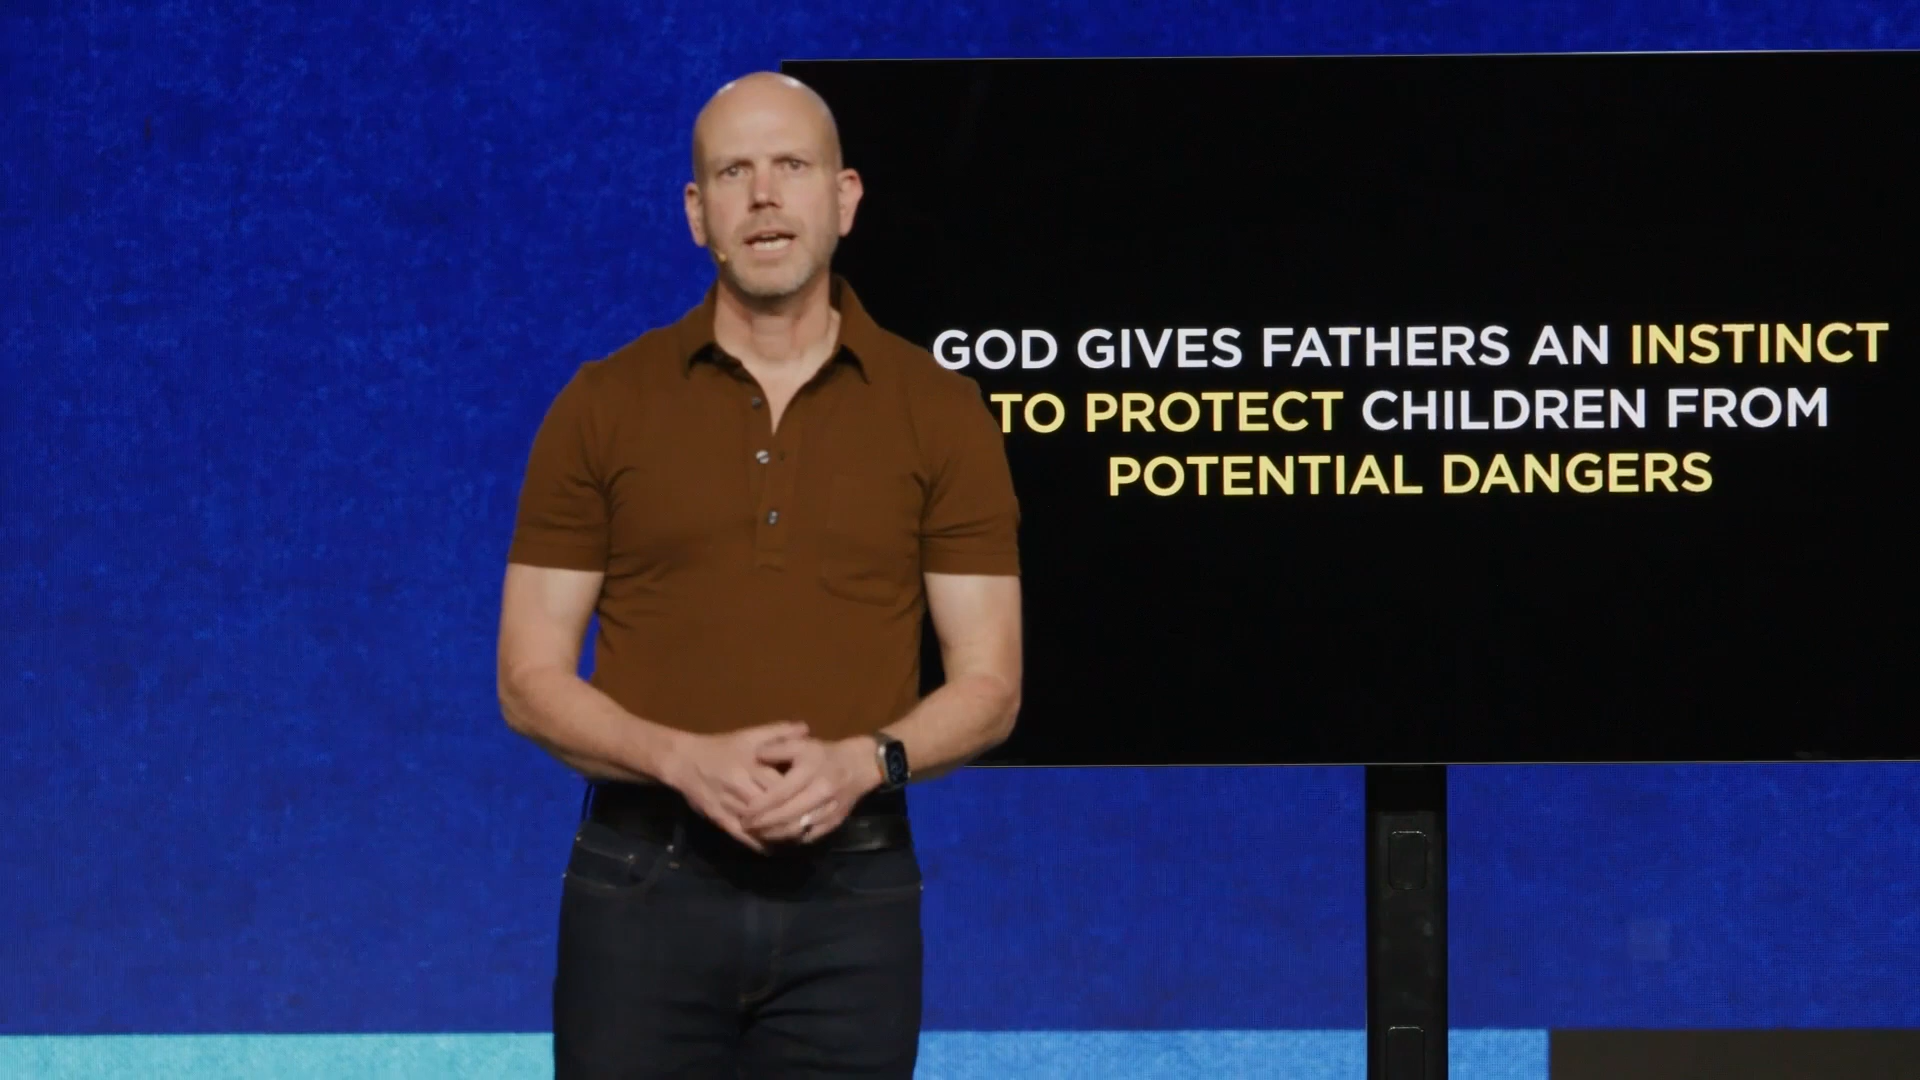 GOD GIVES FATHERS AN INSTINCT
TO PROTECT CHILDREN FROM
POTENTIAL DANGERS